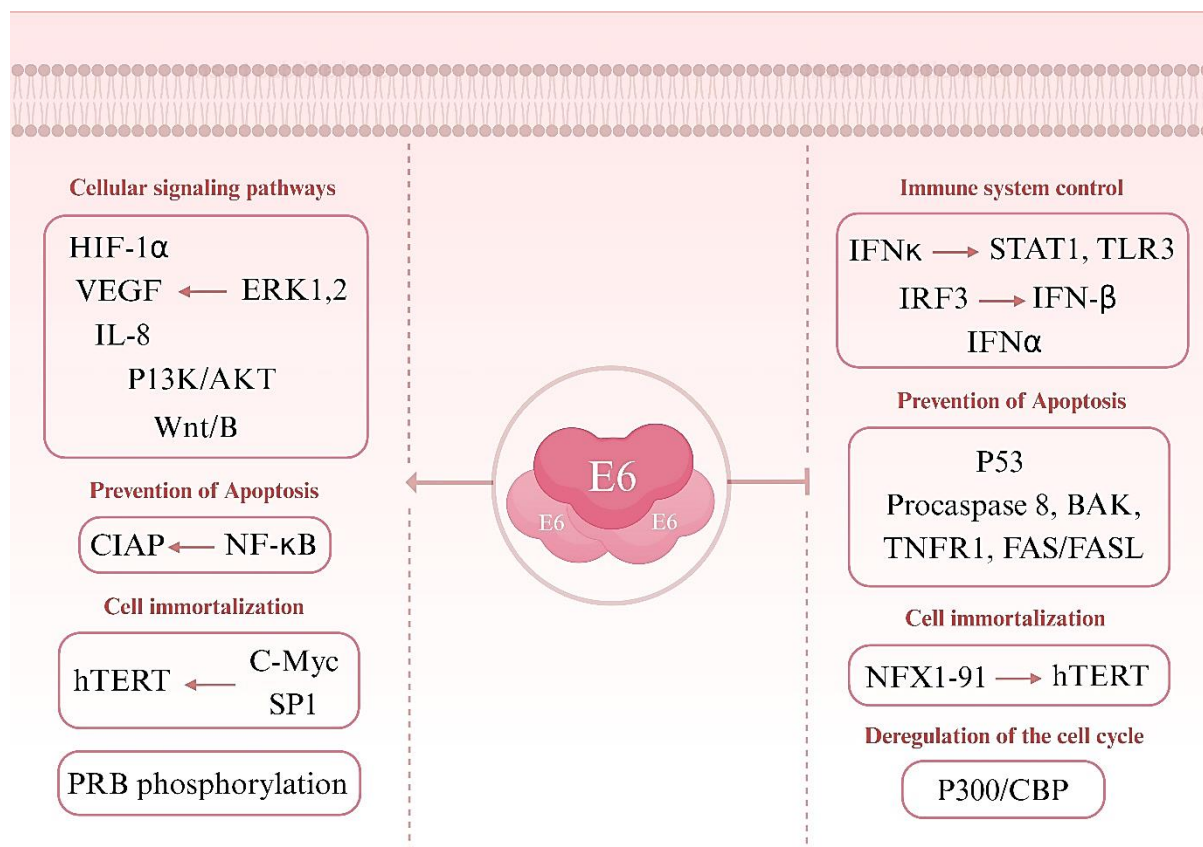 Cellular signaling pathways
HIF-1α
VEGF ERK1,2
IL-8
P13K/AKT
Wnt/B
Prevention of Apoptosis
CIAP NF-κB
Cell immortalization
hTERT C-Myc
SP1
PRB phosphorylation
E6
E6 E6
Immune system control
IFNκ STAT1, TLR3
IRF3 IFN-β
IFNα
Prevention of Apoptosis
P53
Procaspase 8, BAK,
TNFR1, FAS/FASL
Cell immortalization
NFX1-91 hTERT
Deregulation of the cell cycle
P300/CBP